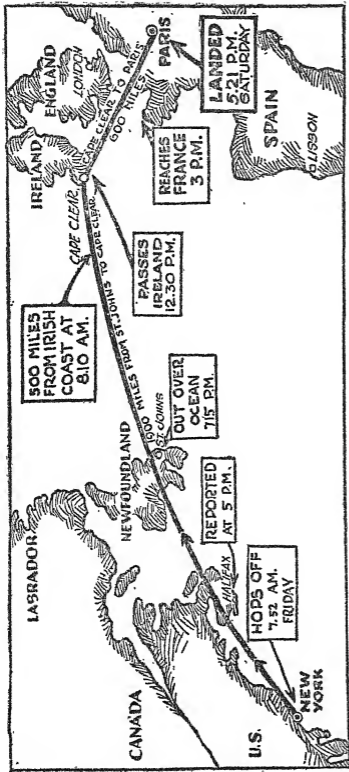 LABRADOR
CANADA
U.S.
NEW
YORK
HOPS OFF
7.52 A.M.
FRIDAY
HALIFAX
REPORTED
AT 5 P.M.
NEWFOUNDLAND
ST. JOHNS
OUT OVER
OCEAN
7.15 P.M.
1900 MILES FROM ST. JOHNS TO CAPE CLEAR
500 MILES
FROM IRISH
COAST AT
8.10 A.M.
PASSES
IRELAND
12.30 P.M.
CAPE CLEAR
IRELAND
ENGLAND
LONDON
CAPE CLEAR TO PARIS
600 MILES
REACHES
FRANCE
3 P.M.
PARIS
LANDED
5.21 P.M.
SATURDAY
SPAIN
LISBON